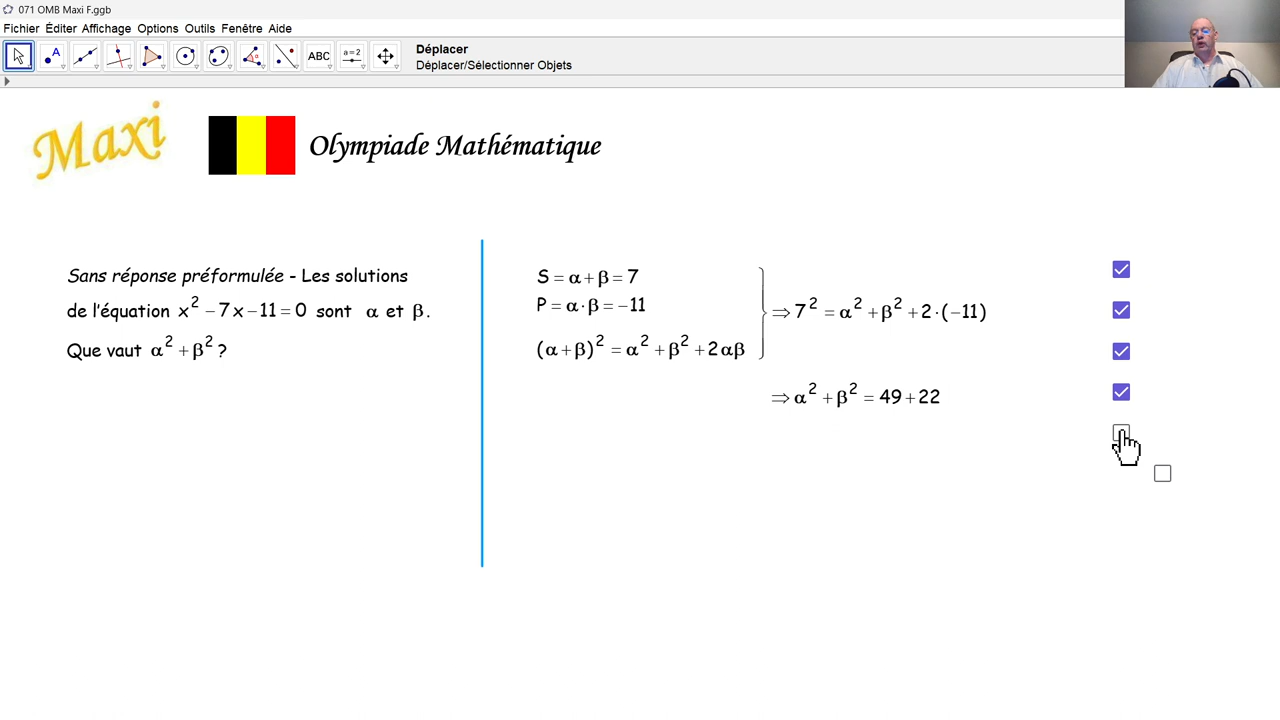 071 OMB Maxi F.ggb
Fichier Éditer Affichage Options Outils Fenêtre Aide
A ABC a=2
Déplacer
Déplacer/Sélectionner Objets
Maxi
Olympiade Mathématique
Sans réponse préformulée - Les solutions
de l'équation x² − 7x − 11 = 0 sont α et β.
Que vaut α² + β² ?
S = α + β = 7
P = α · β = −11
(α + β)² = α² + β² + 2αβ
⇒ 7² = α² + β² + 2·(−11)
⇒ α² + β² = 49 + 22